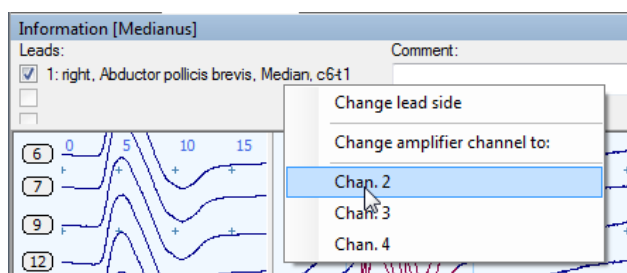 Information [Medianus]
Leads:
Comment:
1: right, Abductor pollicis brevis, Median, c6-t1
Change lead side
Change amplifier channel to:
Chan. 2
Chan. 3
Chan. 4
0 5 10 15
6
7
9
12